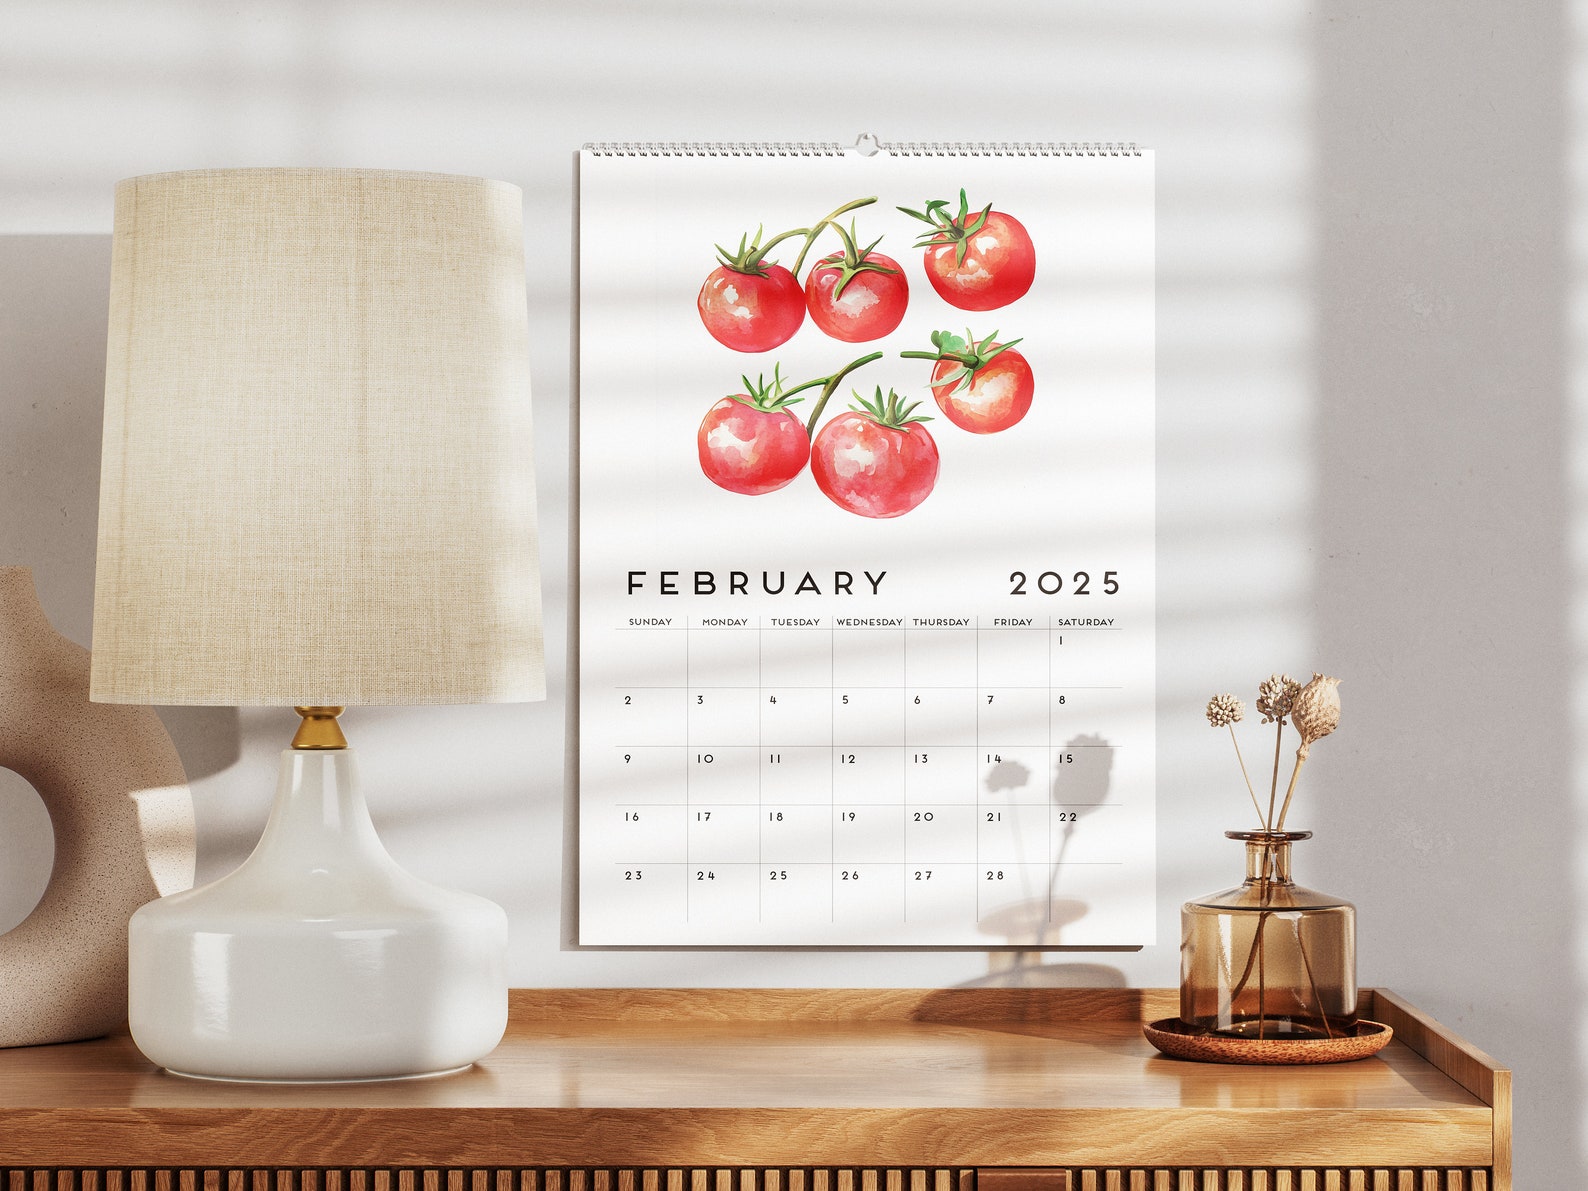 FEBRUARY 2025
SUNDAY MONDAY TUESDAY WEDNESDAY THURSDAY FRIDAY SATURDAY
1
2 3 4 5 6 7 8
9 10 11 12 13 14 15
16 17 18 19 20 21 22
23 24 25 26 27 28